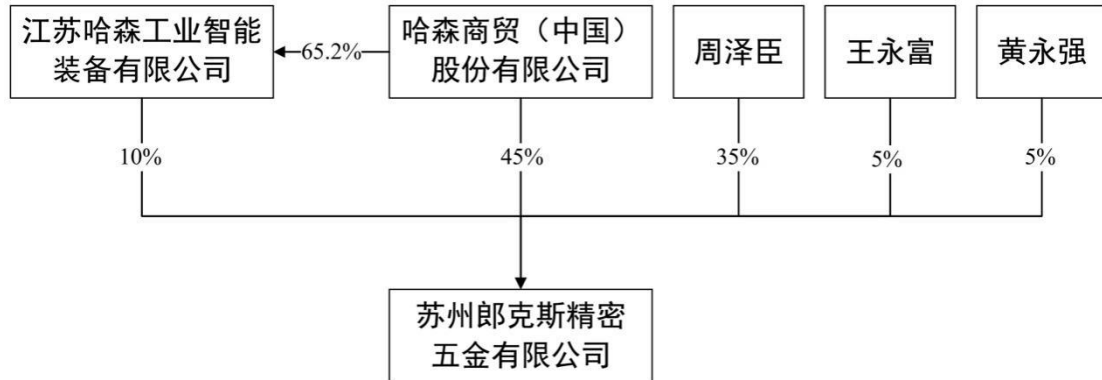 江苏哈森工业智能
装备有限公司
65.2%
哈森商贸（中国）
股份有限公司
周泽臣
王永富
黄永强
10%
45%
35%
5%
5%
苏州郎克斯精密
五金有限公司